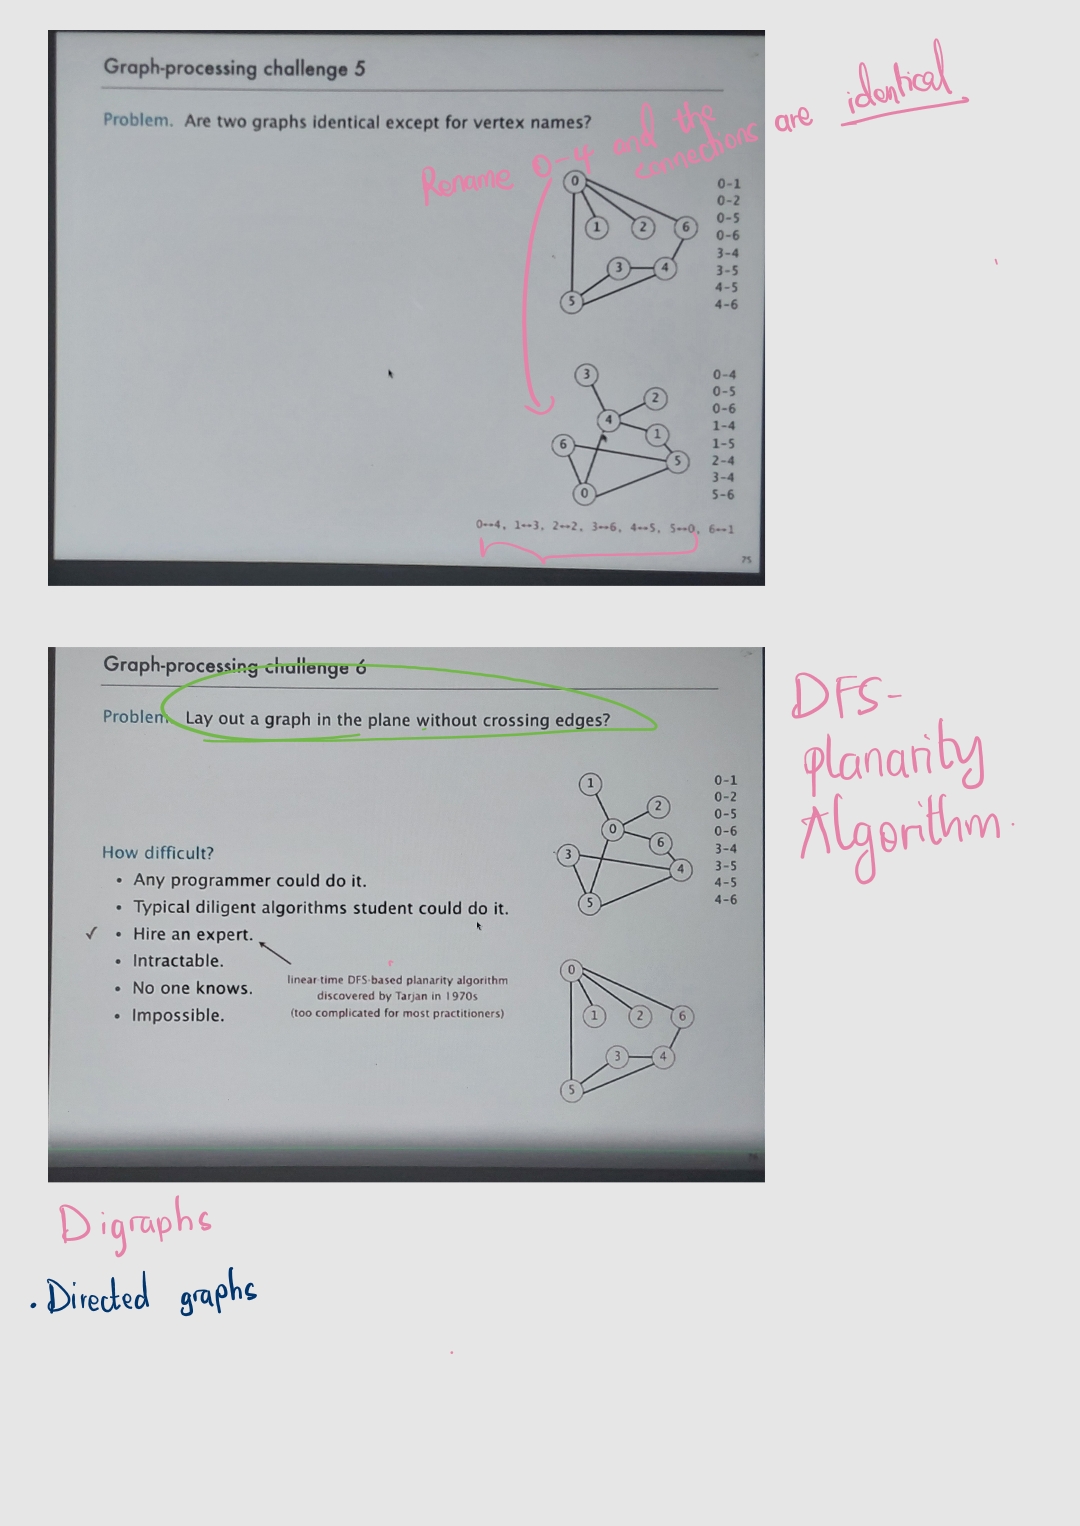 Graph-processing challenge 5
Problem. Are two graphs identical except for vertex names?
Rename 0-4 and the connections are identical
0
1
2
6
3
4
5
0-1
0-2
0-5
0-6
3-4
3-5
4-5
4-6
3
2
4
1
6
5
0
0-4
0-5
0-6
1-4
1-5
2-4
3-4
5-6
0↔4, 1↔3, 2↔2, 3↔6, 4↔5, 5↔0, 6↔1
75
Graph-processing challenge 6
Problem. Lay out a graph in the plane without crossing edges?
DFS-
planarity
Algorithm.
1
2
0
6
3
4
5
0-1
0-2
0-5
0-6
3-4
3-5
4-5
4-6
How difficult?
• Any programmer could do it.
• Typical diligent algorithms student could do it.
✓ • Hire an expert.
• Intractable.
• No one knows.
• Impossible.
linear-time DFS-based planarity algorithm
discovered by Tarjan in 1970s
(too complicated for most practitioners)
0
1
2
6
3
4
5
Digraphs
. Directed graphs